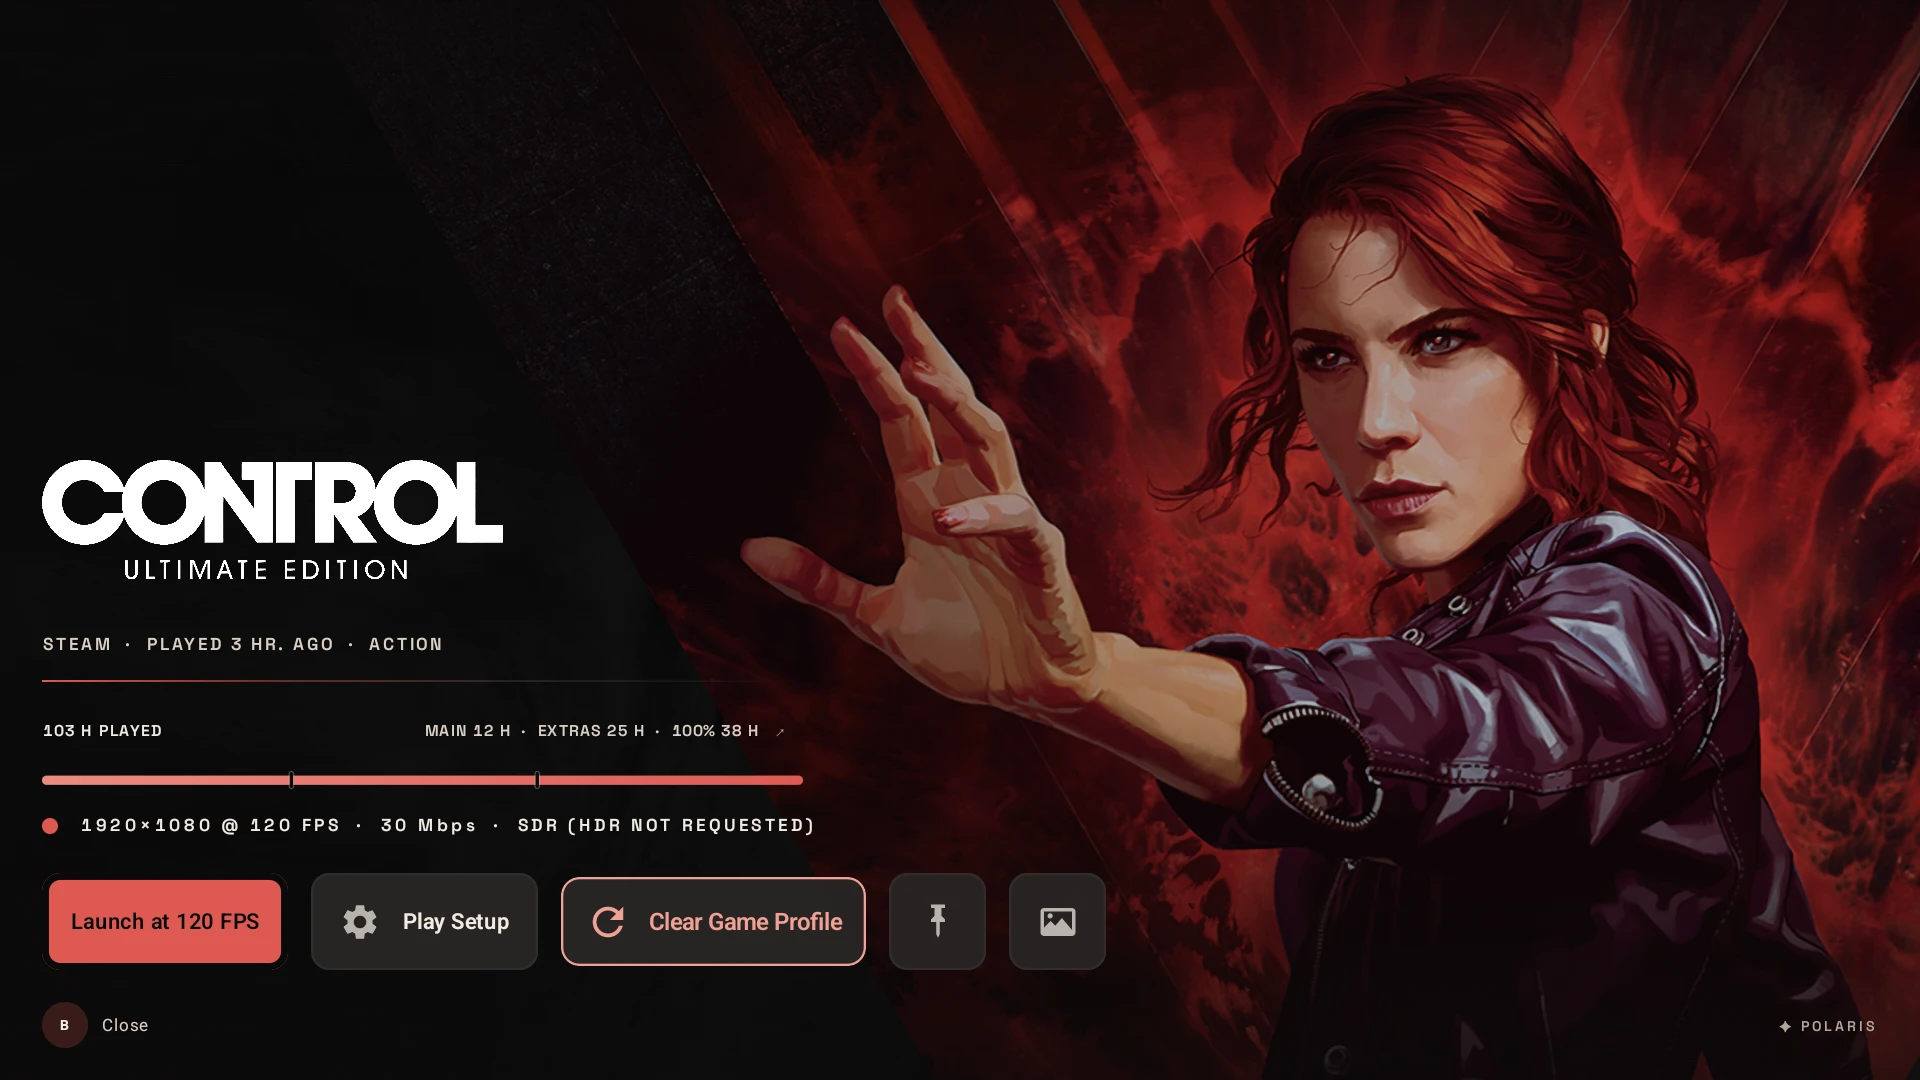 CONTROL
ULTIMATE EDITION
STEAM · PLAYED 3 HR. AGO · ACTION
103 H PLAYED
MAIN 12 H · EXTRAS 25 H · 100% 38 H ↗
1920×1080 @ 120 FPS · 30 Mbps · SDR (HDR NOT REQUESTED)
Launch at 120 FPS
Play Setup
Clear Game Profile
B Close
POLARIS